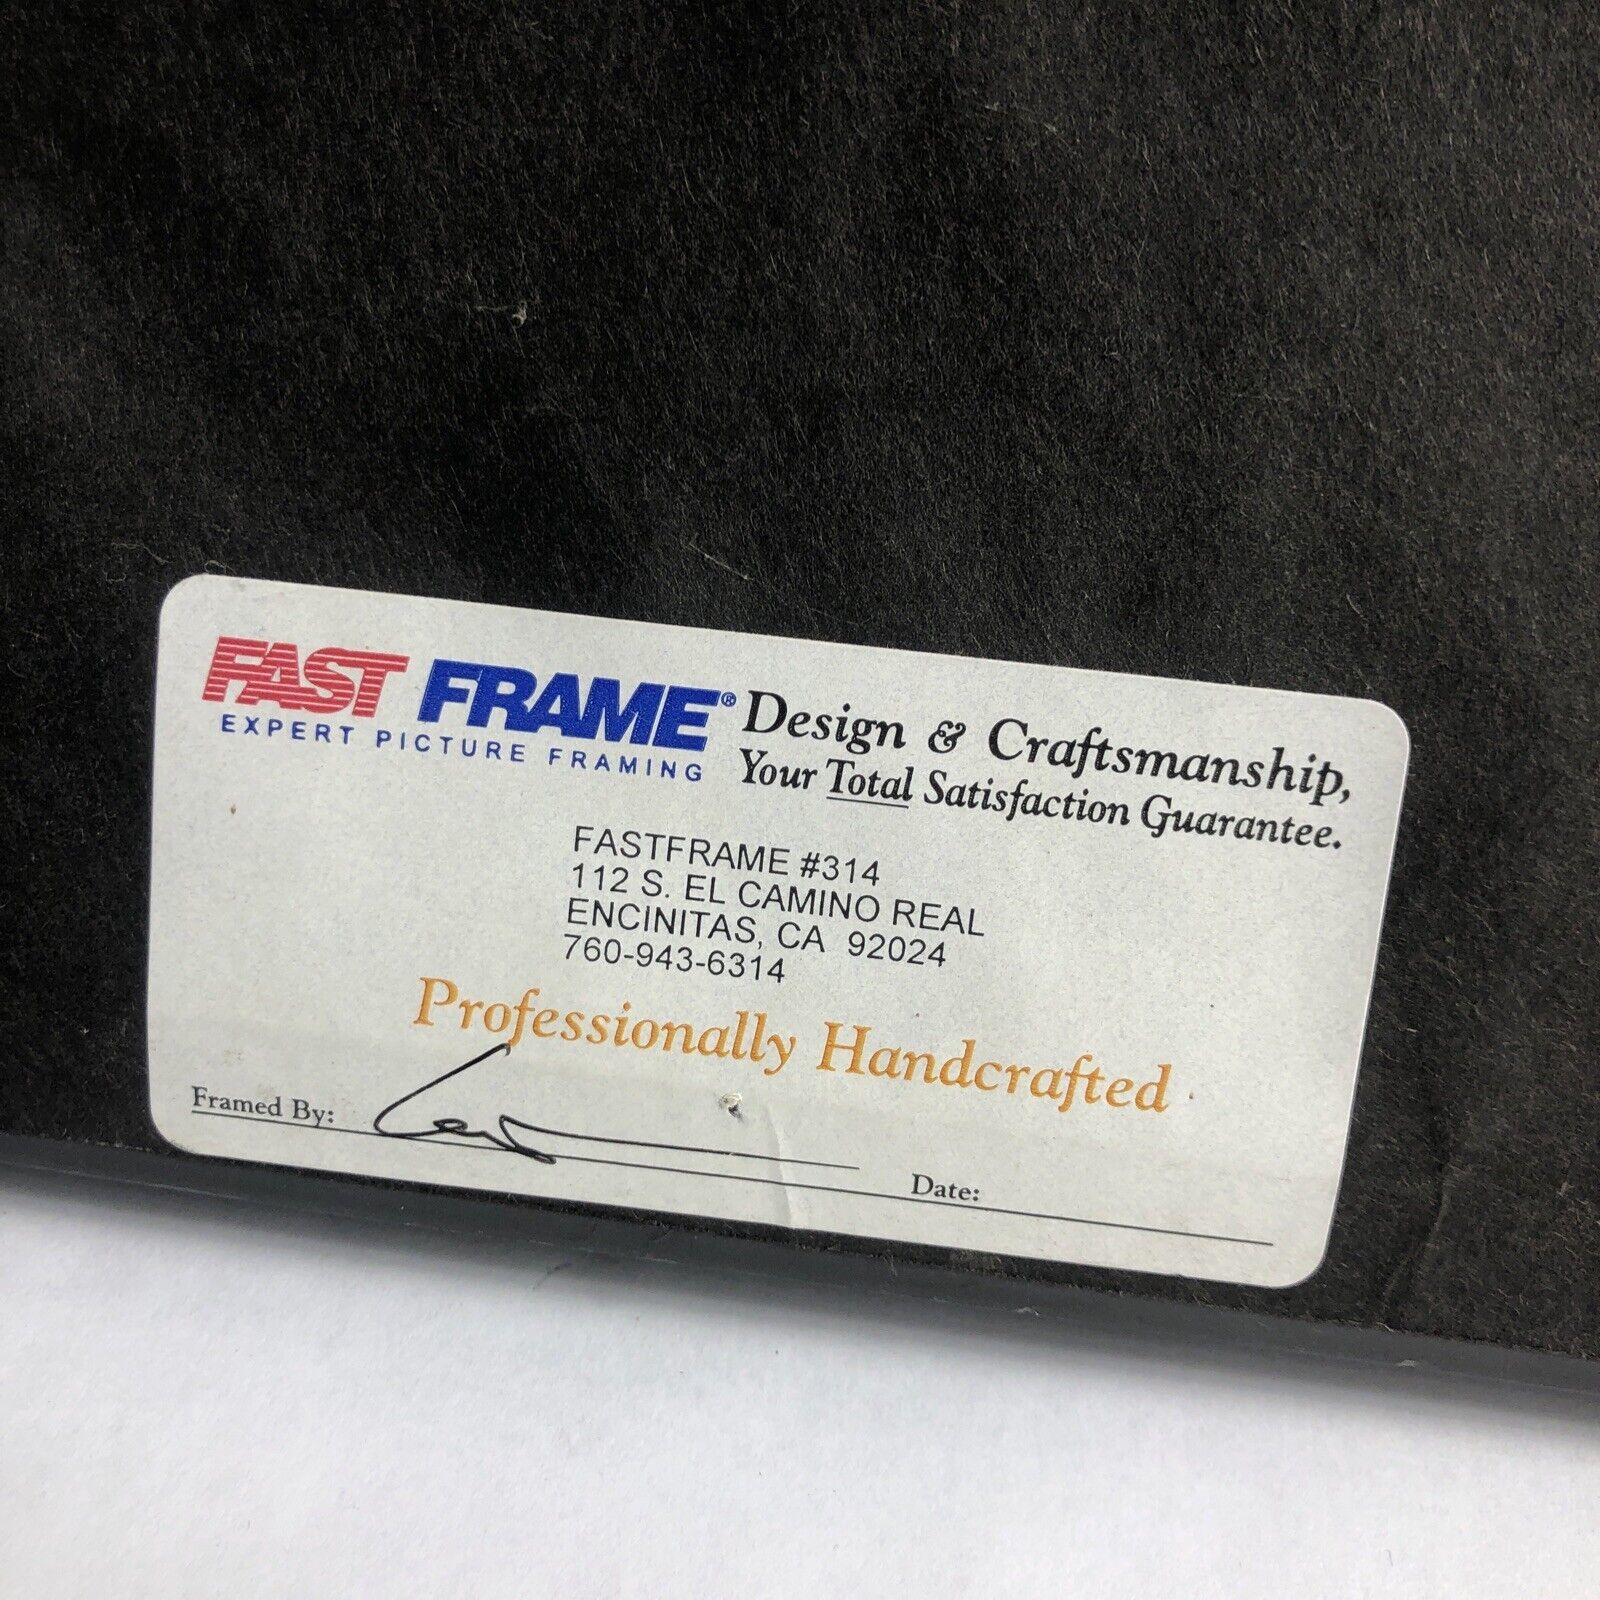 FAST FRAME® Design & Craftsmanship,
EXPERT PICTURE FRAMING Your Total Satisfaction Guarantee.
FASTFRAME #314
112 S. EL CAMINO REAL
ENCINITAS, CA 92024
760-943-6314
Professionally Handcrafted
Framed By:
Date: